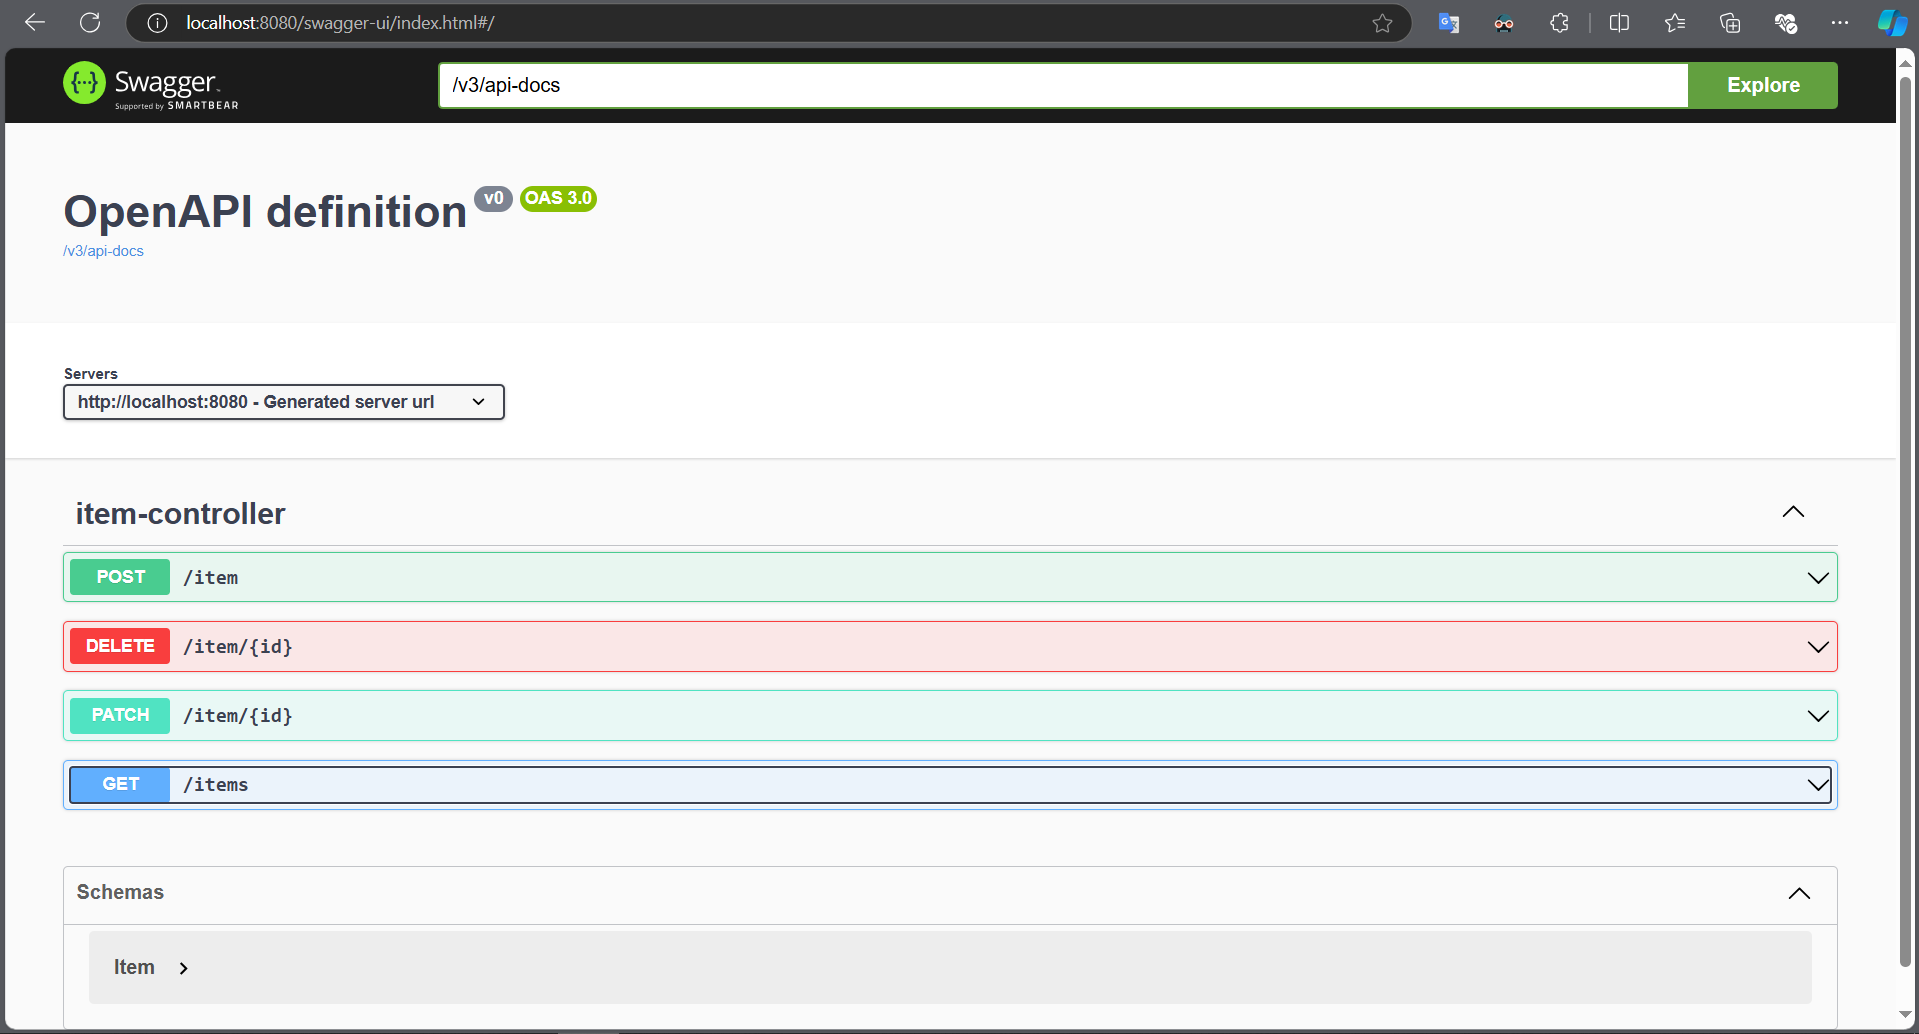 localhost:8080/swagger-ui/index.html#/
Swagger.
Supported by SMARTBEAR
/v3/api-docs
Explore
OpenAPI definition v0 OAS 3.0
/v3/api-docs
Servers
http://localhost:8080 - Generated server url
item-controller
POST /item
DELETE /item/{id}
PATCH /item/{id}
GET /items
Schemas
Item